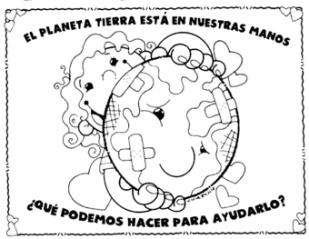 EL PLANETA TIERRA ESTÁ EN NUESTRAS MANOS
¿QUÉ PODEMOS HACER PARA AYUDARLO?